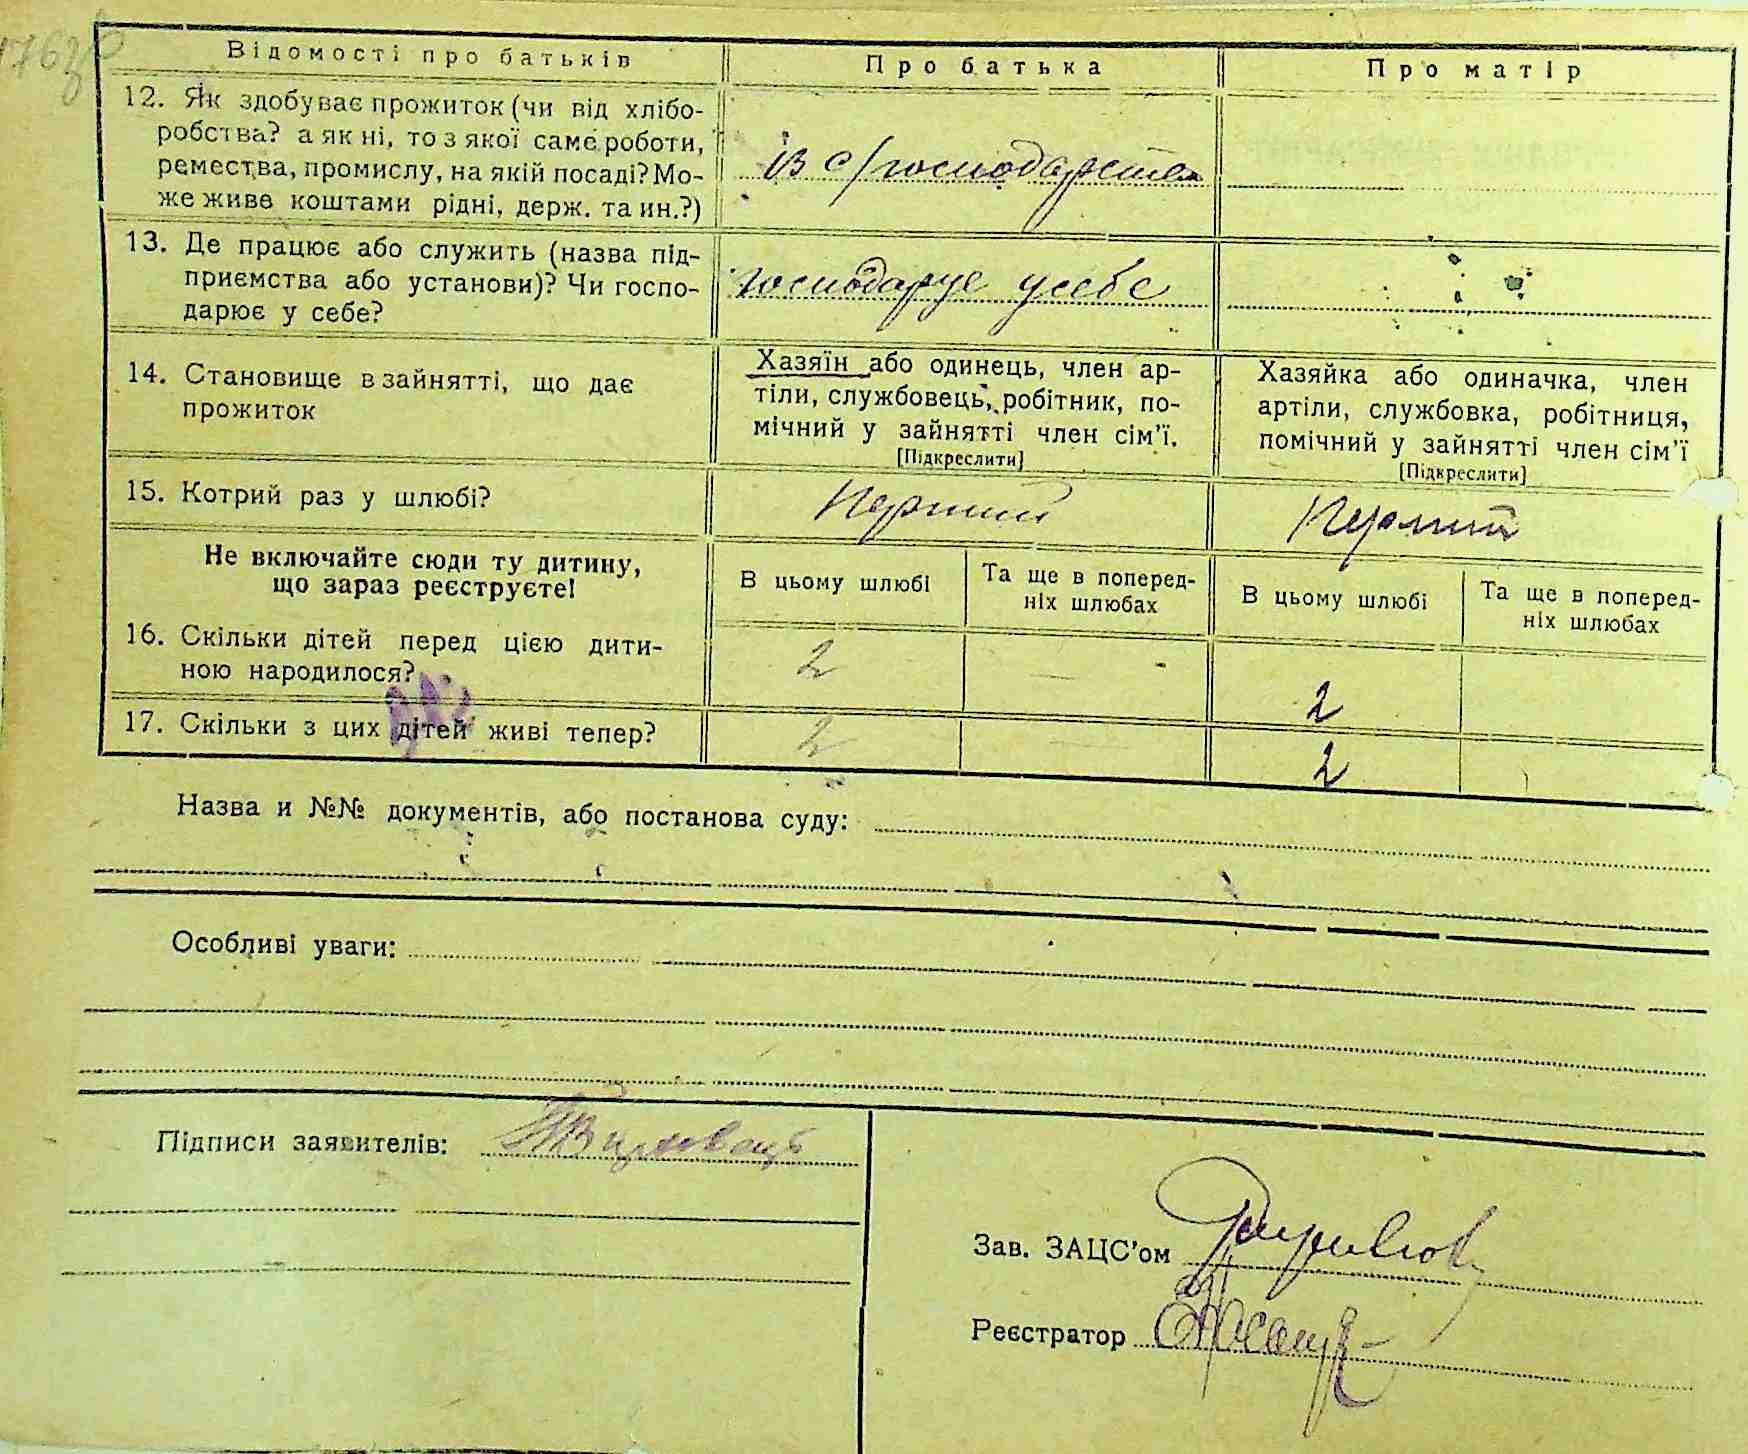 Відомості про батьків
Про батька
Про матір
12. Як здобуває прожиток (чи від хлібо-
робства? а як ні, то з якої саме роботи,
ремества, промислу, на якій посаді? Мо-
же живе коштами рідні, держ. та ин.?)
із с/господарства
13. Де працює або служить (назва під-
приємства або установи)? Чи госпо-
дарює у себе?
господарує у себе
14. Становище в зайнятті, що дає
прожиток
Хазяїн або одинець, член ар-
тіли, службовець, робітник, по-
мічний у зайнятті член сім'ї.
[Підкреслити]
Хазяйка або одиначка, член
артіли, службовка, робітниця,
помічний у зайнятті член сім'ї
[Підкреслити]
15. Котрий раз у шлюбі?
Перший
Перший
Не включайте сюди ту дитину,
що зараз реєструєте!
В цьому шлюбі
Та ще в поперед-
ніх шлюбах
В цьому шлюбі
Та ще в поперед-
ніх шлюбах
16. Скільки дітей перед цією дити-
ною народилося?
2
2
17. Скільки з цих дітей живі тепер?
2
2
Назва и №№ документів, або постанова суду:
Особливі уваги:
Підписи заявителів:
Зав. ЗАЦС'ом
Реєстратор